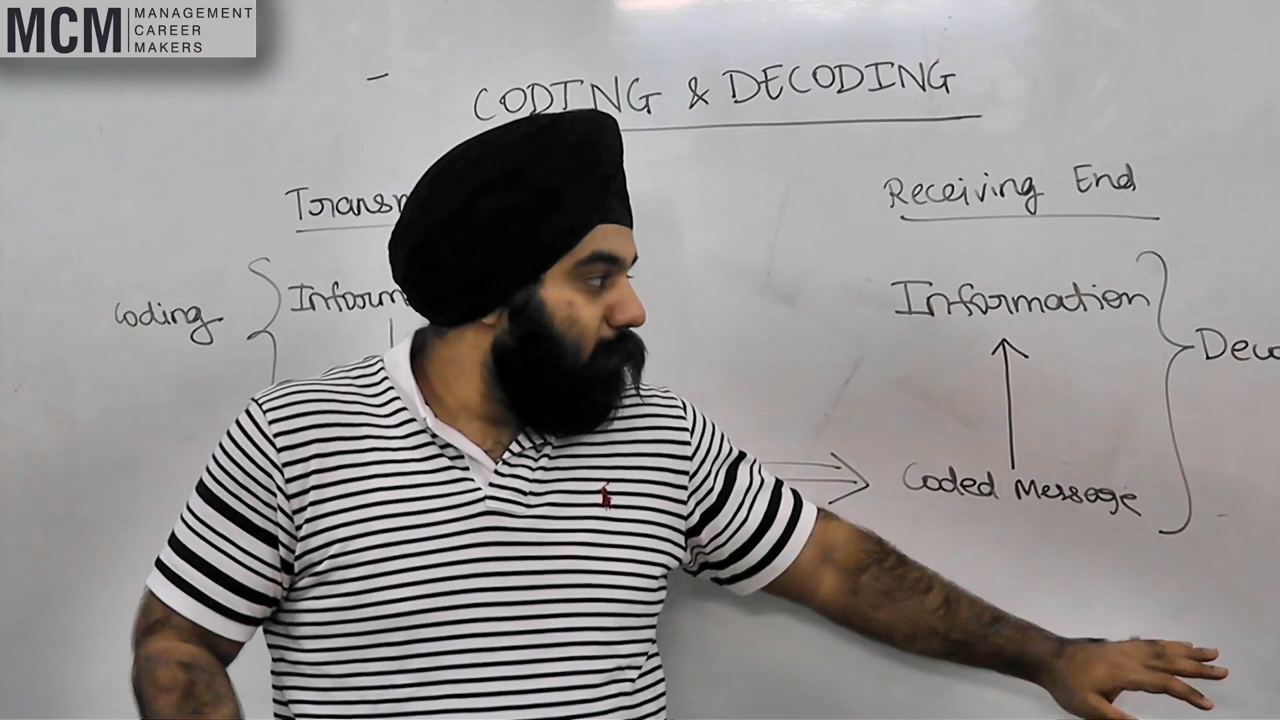 MCM MANAGEMENT
CAREER
MAKERS
CODING & DECODING
Receiving End
Coding
Information
Coded Message